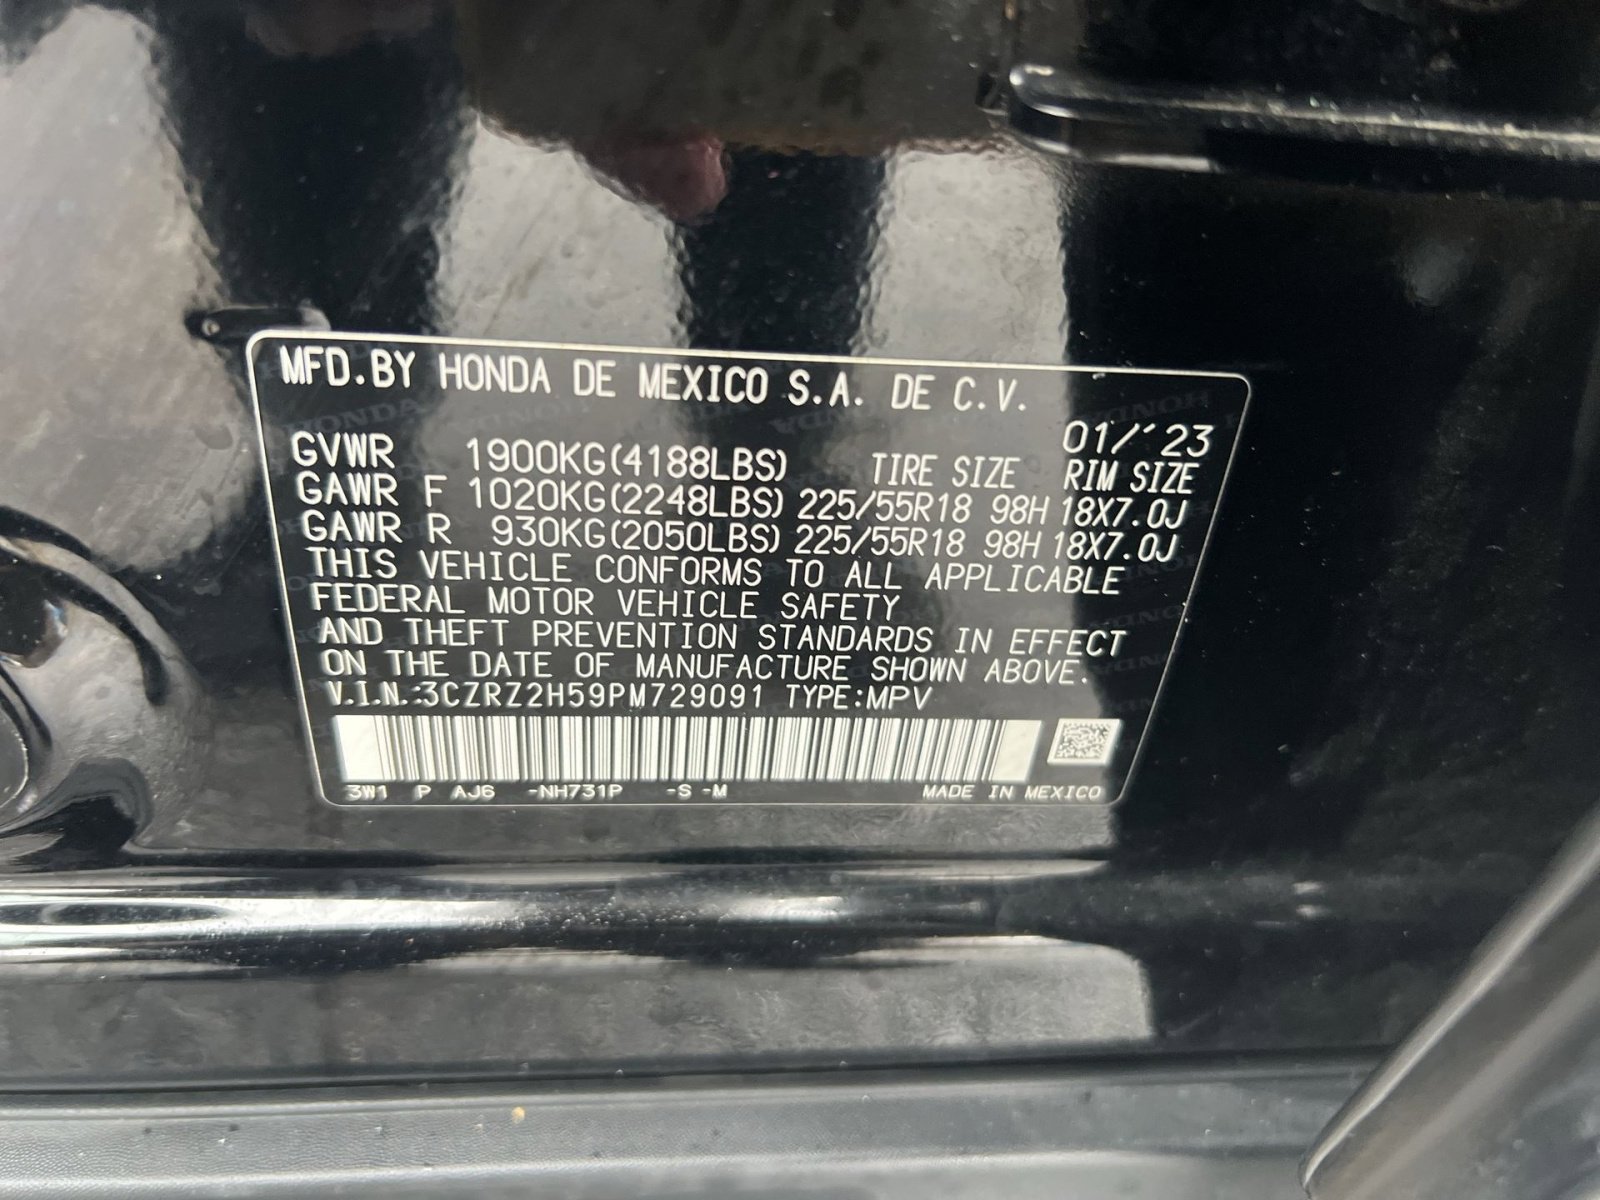 MFD.BY HONDA DE MEXICO S.A. DE C.V.
01/'23
GVWR 1900KG(4188LBS) TIRE SIZE RIM SIZE
GAWR F 1020KG(2248LBS) 225/55R18 98H 18X7.0J
GAWR R 930KG(2050LBS) 225/55R18 98H 18X7.0J
THIS VEHICLE CONFORMS TO ALL APPLICABLE
FEDERAL MOTOR VEHICLE SAFETY
AND THEFT PREVENTION STANDARDS IN EFFECT
ON THE DATE OF MANUFACTURE SHOWN ABOVE.
V.I.N.:3CZRZ2H59PM729091 TYPE:MPV
3W1 P AJ6 -NH731P -S -M MADE IN MEXICO